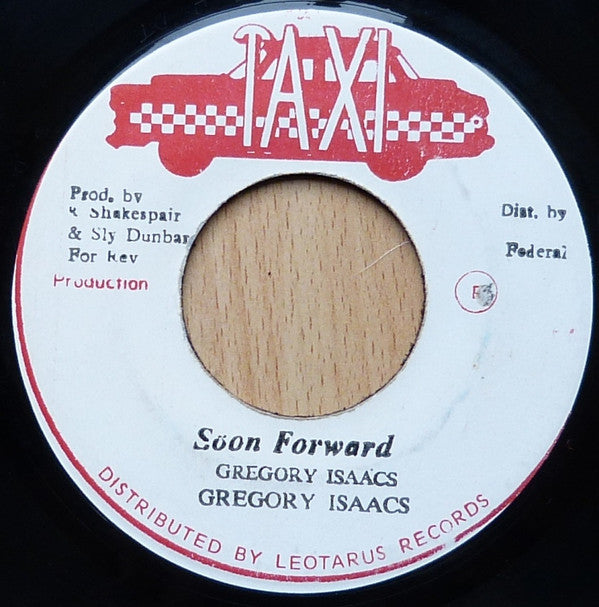 TAXI
Prod. by
R Shakespair
& Sly Dunbar
For Rev
Production
Dist. by
Federal
Soon Forward
GREGORY ISAACS
GREGORY ISAACS
DISTRIBUTED BY LEOTARUS RECORDS